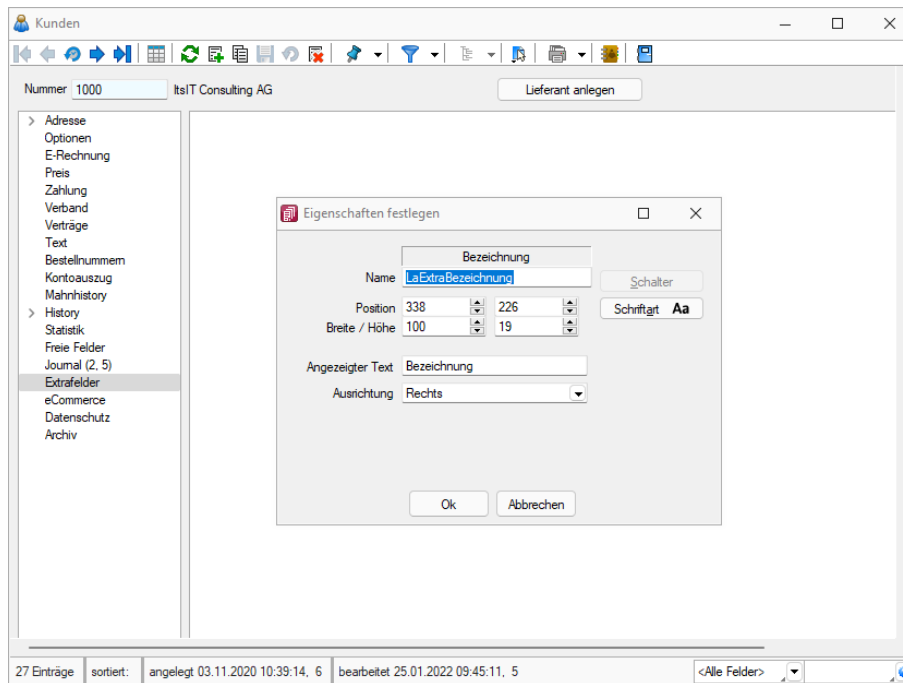 Kunden
Nummer 1000 ItsIT Consulting AG Lieferant anlegen
Adresse
Optionen
E-Rechnung
Preis
Zahlung
Verband
Verträge
Text
Bestellnummern
Kontoauszug
Mahnhistory
History
Statistik
Freie Felder
Journal (2, 5)
Extrafelder
eCommerce
Datenschutz
Archiv
Eigenschaften festlegen
Bezeichnung
Name LaExtraBezeichnung Schalter
Position 338 226 Schriftart Aa
Breite / Höhe 100 19
Angezeigter Text Bezeichnung
Ausrichtung Rechts
Ok Abbrechen
27 Einträge sortiert: angelegt 03.11.2020 10:39:14, 6 bearbeitet 25.01.2022 09:45:11, 5 <Alle Felder>